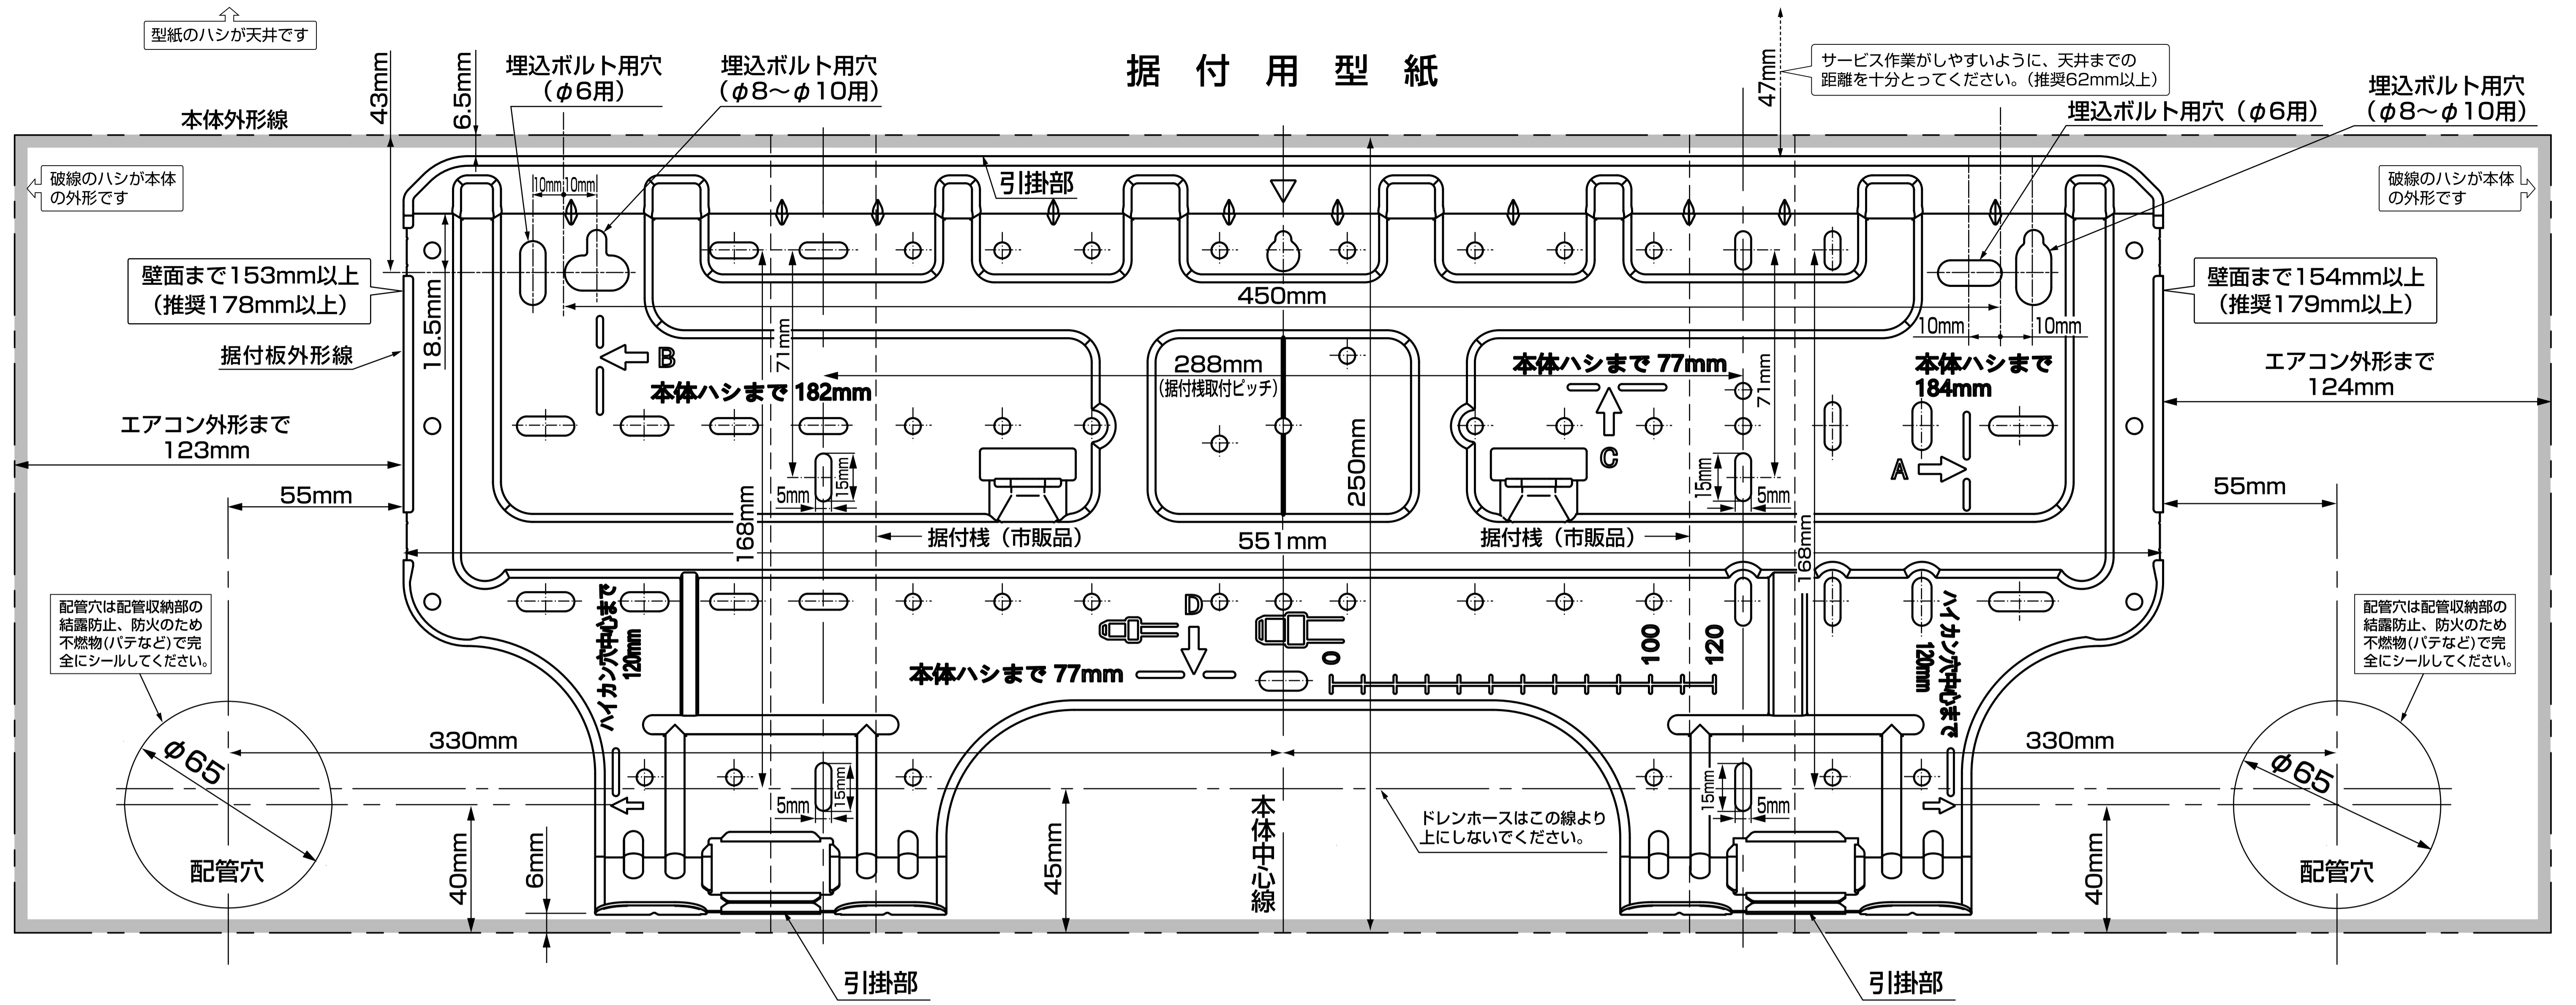 型紙のハシが天井です
据付用型紙
43mm
6.5mm
埋込ボルト用穴
（φ6用）
埋込ボルト用穴
（φ8〜φ10用）
47mm
サービス作業がしやすいように、天井までの
距離を十分とってください。（推奨62mm以上）
埋込ボルト用穴（φ6用）
埋込ボルト用穴
（φ8〜φ10用）
本体外形線
破線のハシが本体
の外形です
10mm
10mm
引掛部
破線のハシが本体
の外形です
壁面まで153mm以上
（推奨178mm以上）
壁面まで154mm以上
（推奨179mm以上）
450mm
18.5mm
71mm
10mm
10mm
据付板外形線
B
本体ハシまで 182mm
288mm
（据付桟取付ピッチ）
本体ハシまで 77mm
71mm
本体ハシまで
184mm
エアコン外形まで
124mm
エアコン外形まで
123mm
250mm
C
A
55mm
5mm
15mm
15mm
5mm
55mm
168mm
据付桟（市販品）
551mm
据付桟（市販品）
168mm
配管穴は配管収納部の
結露防止、防火のため
不燃物(パテなど)で完
全にシールしてください。
ハイカン穴中心まで
120mm
D
本体ハシまで 77mm
0
100
120
ハイカン穴中心まで
120mm
配管穴は配管収納部の
結露防止、防火のため
不燃物(パテなど)で完
全にシールしてください。
330mm
330mm
φ65
配管穴
5mm
15mm
15mm
5mm
φ65
配管穴
40mm
6mm
45mm
本体中心線
ドレンホースはこの線より
上にしないでください。
40mm
引掛部
引掛部